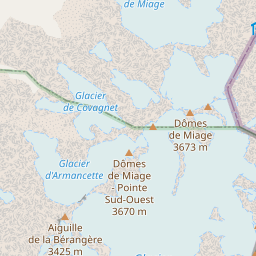 de Miage
Glacier
de Covagnet
Dômes
de Miage
3673 m
Glacier
d'Armancette
Dômes
de Miage
Pointe
Sud-Ouest
3670 m
Aiguille
de la Bérangère
3425 m